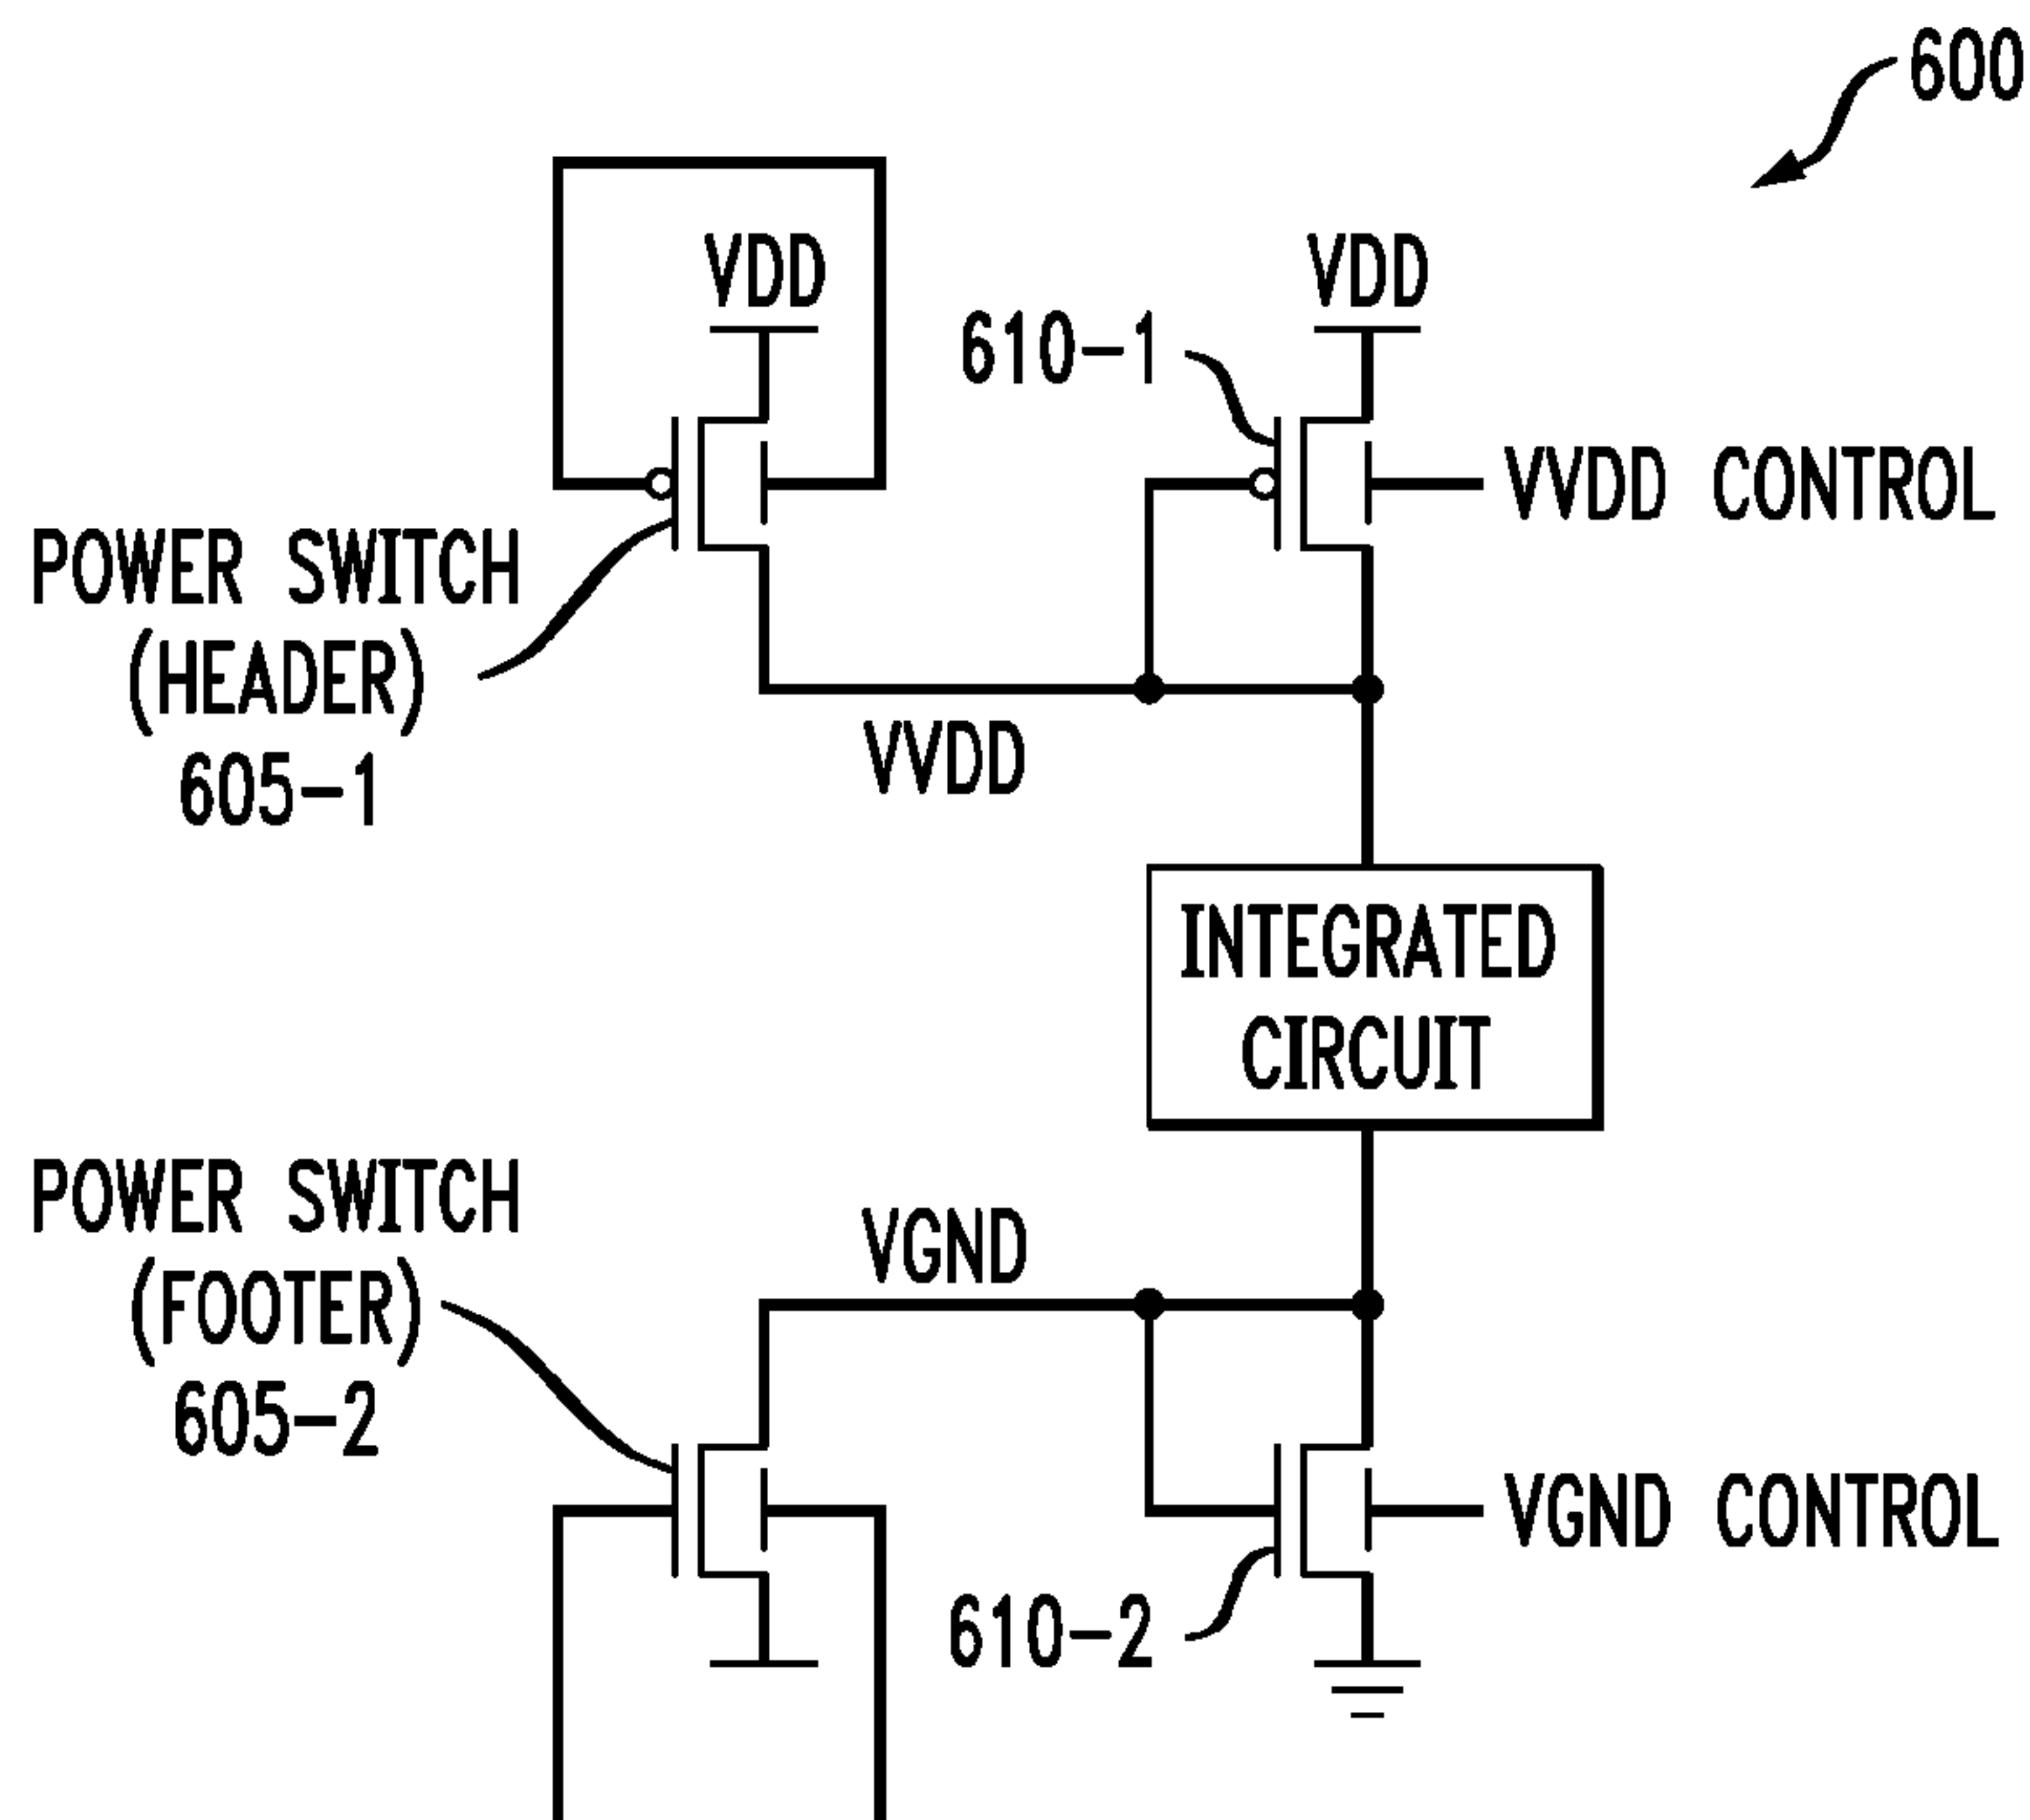 600
VDD
VDD
610-1
VVDD CONTROL
POWER SWITCH
(HEADER)
605-1
VVDD
INTEGRATED
CIRCUIT
POWER SWITCH
(FOOTER)
605-2
VGND
VGND CONTROL
610-2